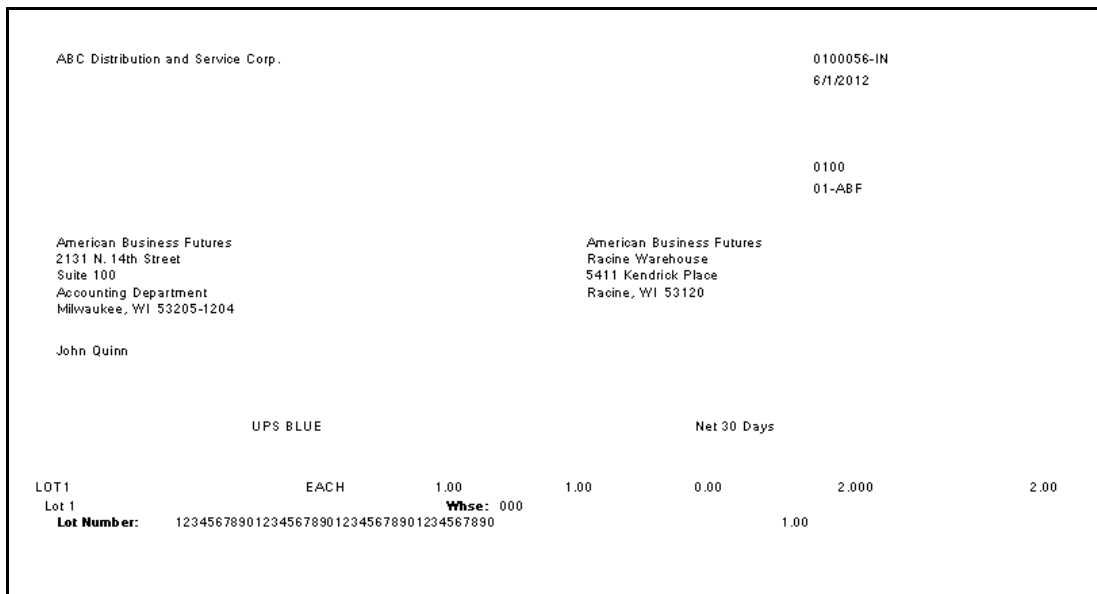 ABC Distribution and Service Corp. 0100056-IN
6/1/2012
0100
01-ABF
American Business Futures American Business Futures
2131 N. 14th Street Racine Warehouse
Suite 100 5411 Kendrick Place
Accounting Department Racine, WI 53120
Milwaukee, WI 53205-1204
John Quinn
UPS BLUE Net 30 Days
LOT1 EACH 1.00 1.00 0.00 2.000 2.00
Lot 1 Whse: 000
Lot Number: 1234567890123456789012345678901234567890 1.00